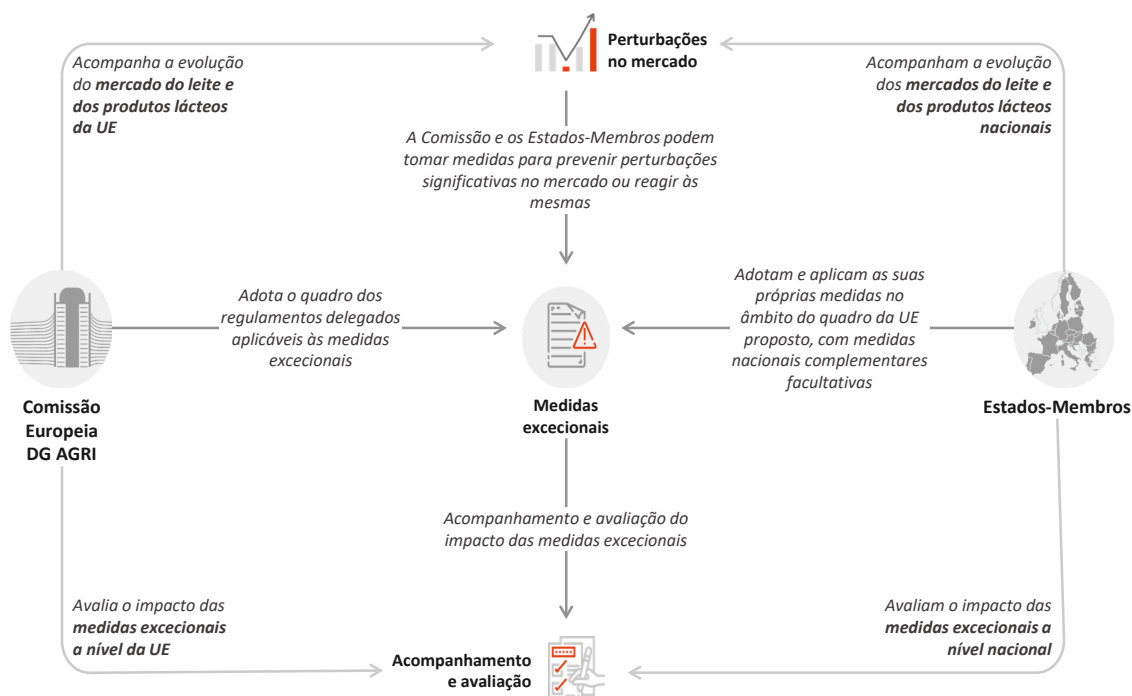 Perturbações
no mercado
Acompanha a evolução
do mercado do leite e
dos produtos lácteos
da UE
Acompanham a evolução
dos mercados do leite e
dos produtos lácteos
nacionais
A Comissão e os Estados-Membros podem
tomar medidas para prevenir perturbações
significativas no mercado ou reagir às
mesmas
Adota o quadro dos
regulamentos delegados
aplicáveis às medidas
excecionais
Adotam e aplicam as suas
próprias medidas no
âmbito do quadro da UE
proposto, com medidas
nacionais complementares
facultativas
Comissão
Europeia
DG AGRI
Medidas
excecionais
Estados-Membros
Acompanhamento e avaliação do
impacto das medidas excecionais
Avalia o impacto das
medidas excecionais
a nível da UE
Avaliam o impacto das
medidas excecionais a
nível nacional
Acompanhamento
e avaliação